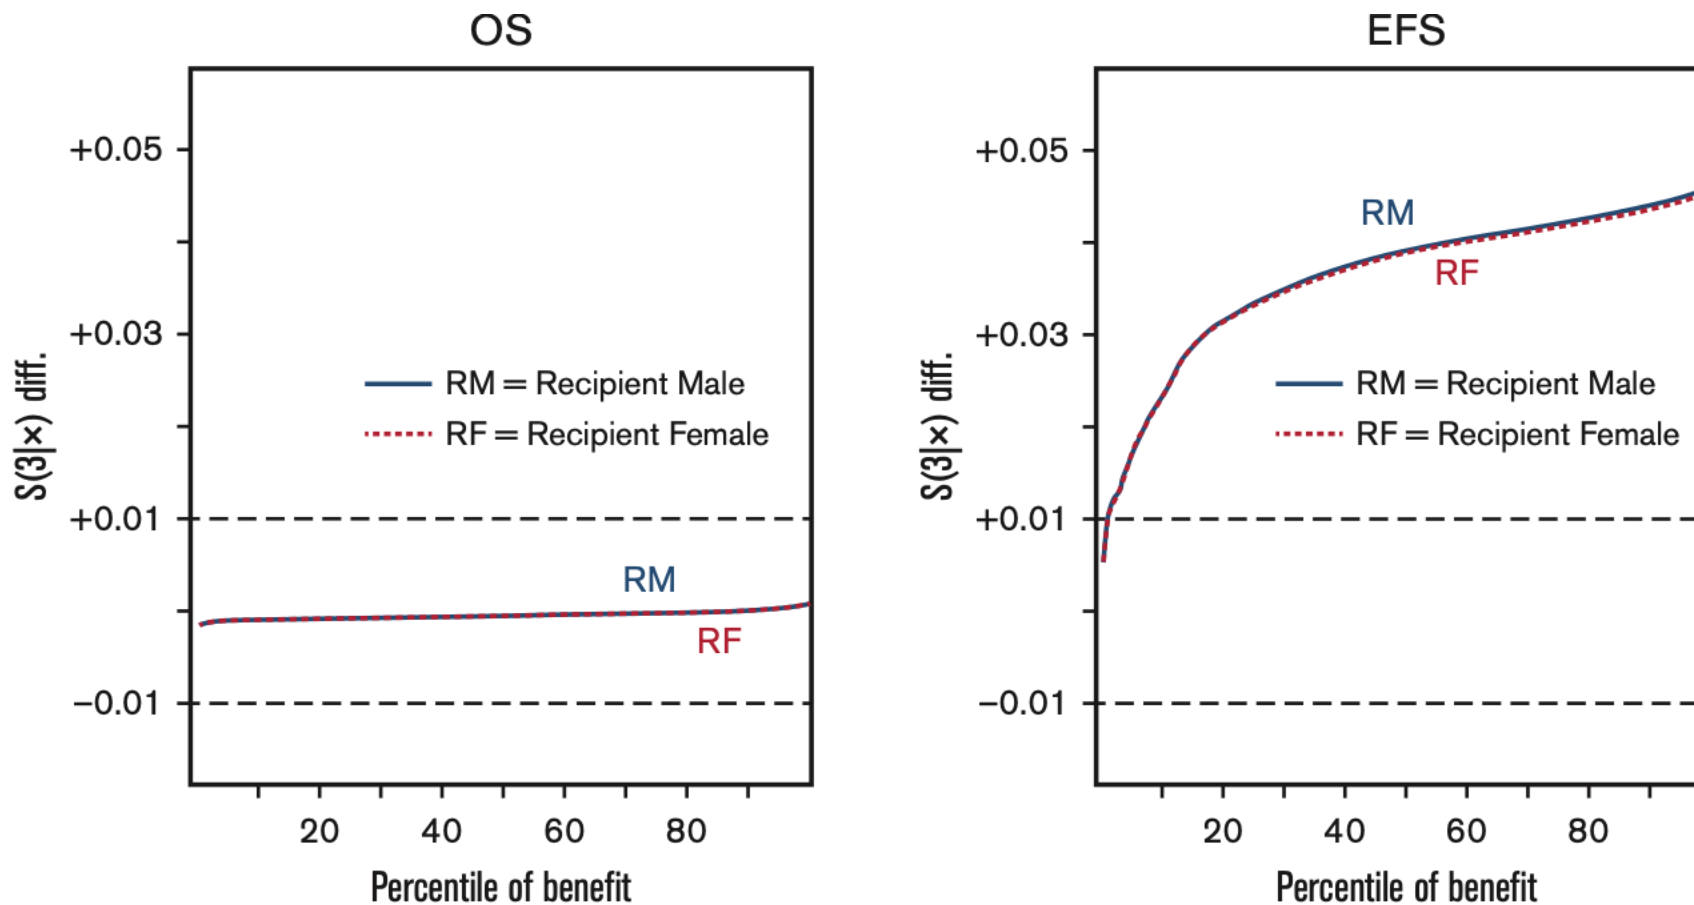 OS
+0.05
+0.03
+0.01
−0.01
S(3|×) diff.
RM = Recipient Male
RF = Recipient Female
RM
RF
20 40 60 80
Percentile of benefit
EFS
+0.05
+0.03
+0.01
−0.01
S(3|×) diff.
RM
RF
RM = Recipient Male
RF = Recipient Female
20 40 60 80
Percentile of benefit